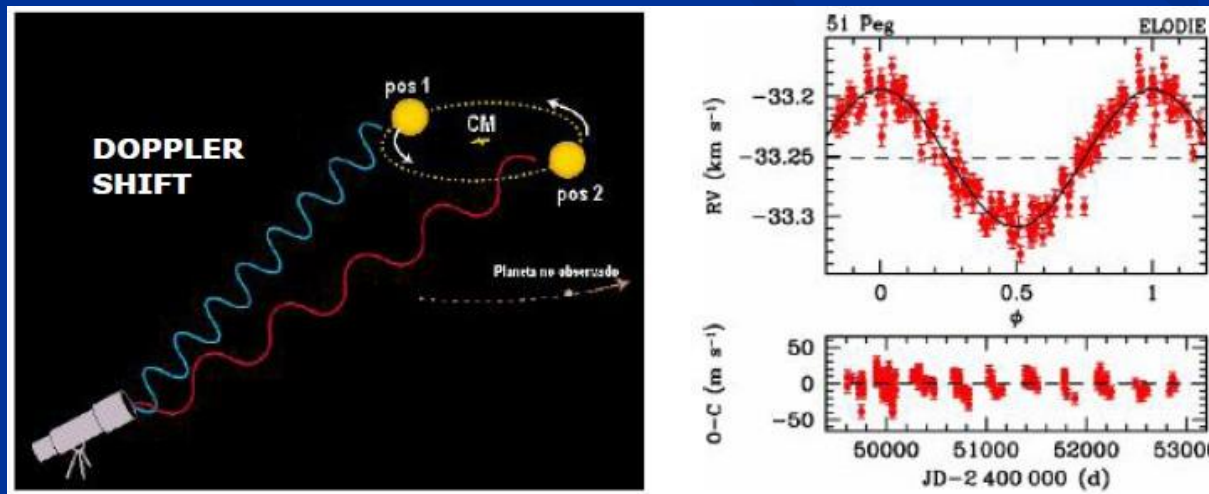 DOPPLER
SHIFT
pos 1
CM
pos 2
Planeta no observado
51 Peg ELODIE
-33.2
-33.25
-33.3
RV (km s⁻¹)
0 0.5 1
ϕ
50
0
-50
O-C (m s⁻¹)
50000 51000 52000 5300
JD-2 400 000 (d)